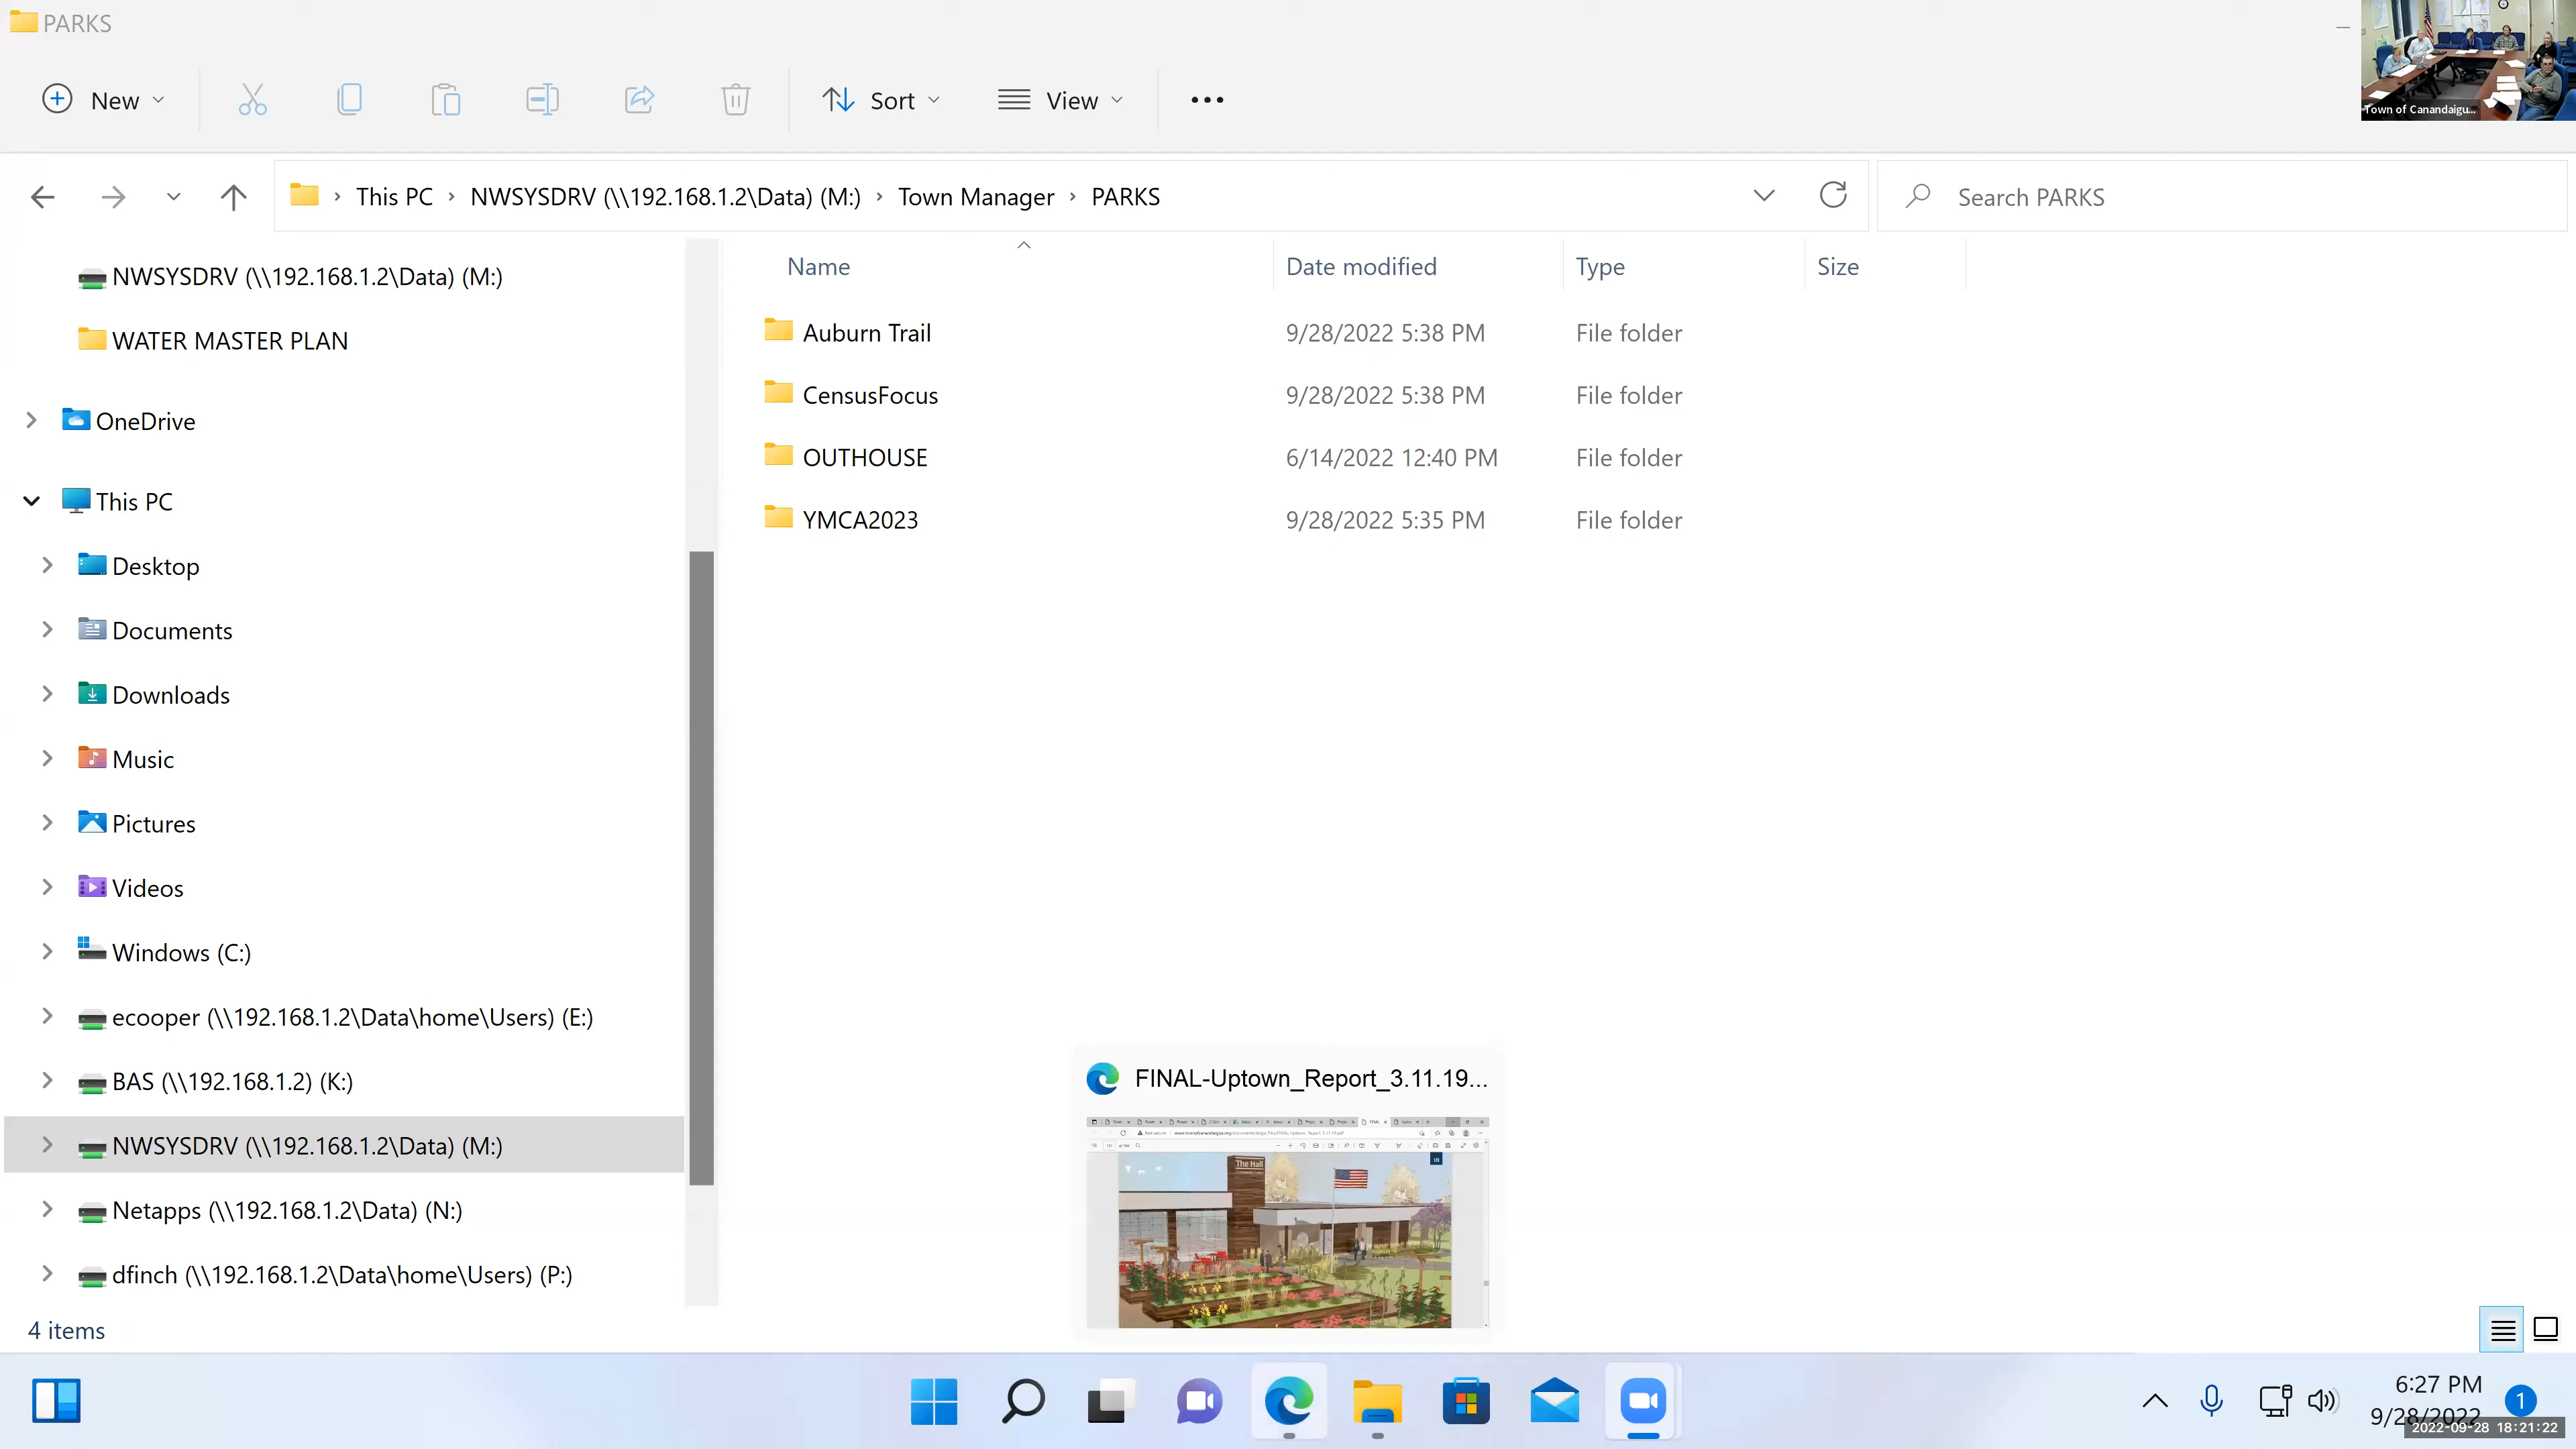 PARKS
New
Sort
View
Town of Canandaigu...
This PC
NWSYSDRV (\\192.168.1.2\Data) (M:)
Town Manager
PARKS
Search PARKS
NWSYSDRV (\\192.168.1.2\Data) (M:)
WATER MASTER PLAN
OneDrive
This PC
Desktop
Documents
Downloads
Music
Pictures
Videos
Windows (C:)
ecooper (\\192.168.1.2\Data\home\Users) (E:)
BAS (\\192.168.1.2) (K:)
NWSYSDRV (\\192.168.1.2\Data) (M:)
Netapps (\\192.168.1.2\Data) (N:)
dfinch (\\192.168.1.2\Data\home\Users) (P:)
Name Date modified Type Size
Auburn Trail 9/28/2022 5:38 PM File folder
CensusFocus 9/28/2022 5:38 PM File folder
OUTHOUSE 6/14/2022 12:40 PM File folder
YMCA2023 9/28/2022 5:35 PM File folder
FINAL-Uptown_Report_3.11.19...
The Hall
4 items
6:27 PM
9/28/2022
1
2022-09-28 18:21:22